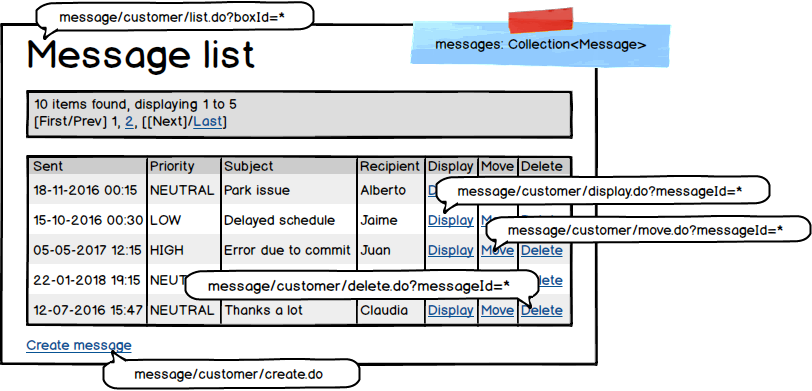 message/customer/list.do?boxId=*
messages: Collection<Message>
Message list
10 items found, displaying 1 to 5
[First/Prev] 1, 2, [[Next]/Last]
Sent Priority Subject Recipient Display Move Delete
18-11-2016 00:15 NEUTRAL Park issue Alberto
message/customer/display.do?messageId=*
15-10-2016 00:30 LOW Delayed schedule Jaime Display
message/customer/move.do?messageId=*
05-05-2017 12:15 HIGH Error due to commit Juan Display Move Delete
22-01-2018 19:15
message/customer/delete.do?messageId=*
12-07-2016 15:47 NEUTRAL Thanks a lot Claudia Display Move Delete
Create message
message/customer/create.do